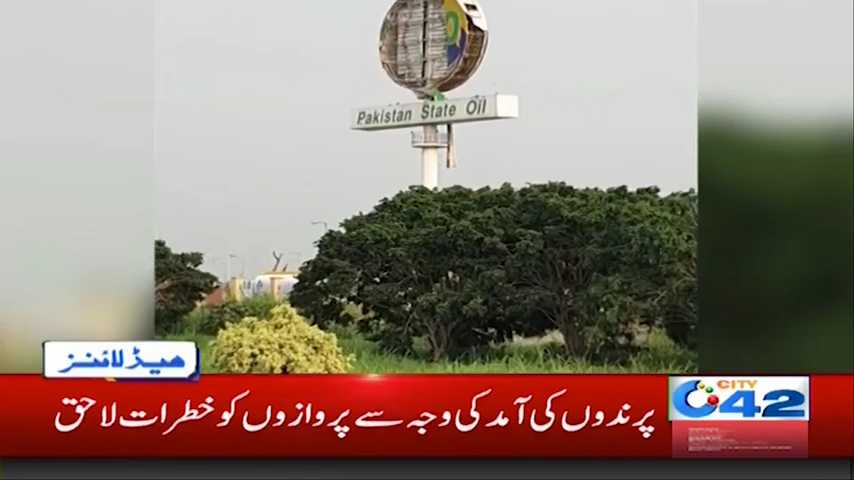 Pakistan State Oil
ہیڈلائنز
پرندوں کی آمد کی وجہ سے پروازوں کو خطرات لاحق
CITY
42